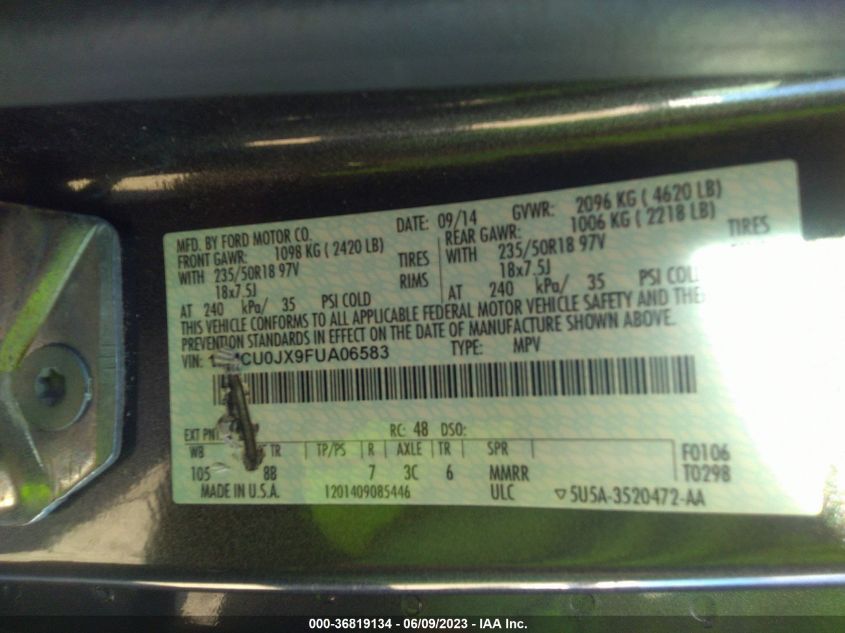 MFD. BY FORD MOTOR CO. DATE: 09/14 GVWR: 2096 KG ( 4620 LB)
FRONT GAWR: 1098 KG ( 2420 LB) REAR GAWR: 1006 KG ( 2218 LB)
WITH 235/50R18 97V TIRES WITH 235/50R18 97V TIRES
18x7.5J RIMS 18x7.5J
AT 240 kPa/ 35 PSI COLD AT 240 kPa/ 35 PSI COLD
THIS VEHICLE CONFORMS TO ALL APPLICABLE FEDERAL MOTOR VEHICLE SAFETY AND THEFT
PREVENTION STANDARDS IN EFFECT ON THE DATE OF MANUFACTURE SHOWN ABOVE.
VIN: CU0JX9FUA06583 TYPE: MPV
EXT PNT: RC: 48 DSO:
WB TR TP/PS R AXLE TR SPR F0106
105 8B 7 3C 6 MMRR T0298
MADE IN U.S.A. 1201409085446 ULC ▽5U5A-3520472-AA
000-36819134 - 06/09/2023 - IAA Inc.